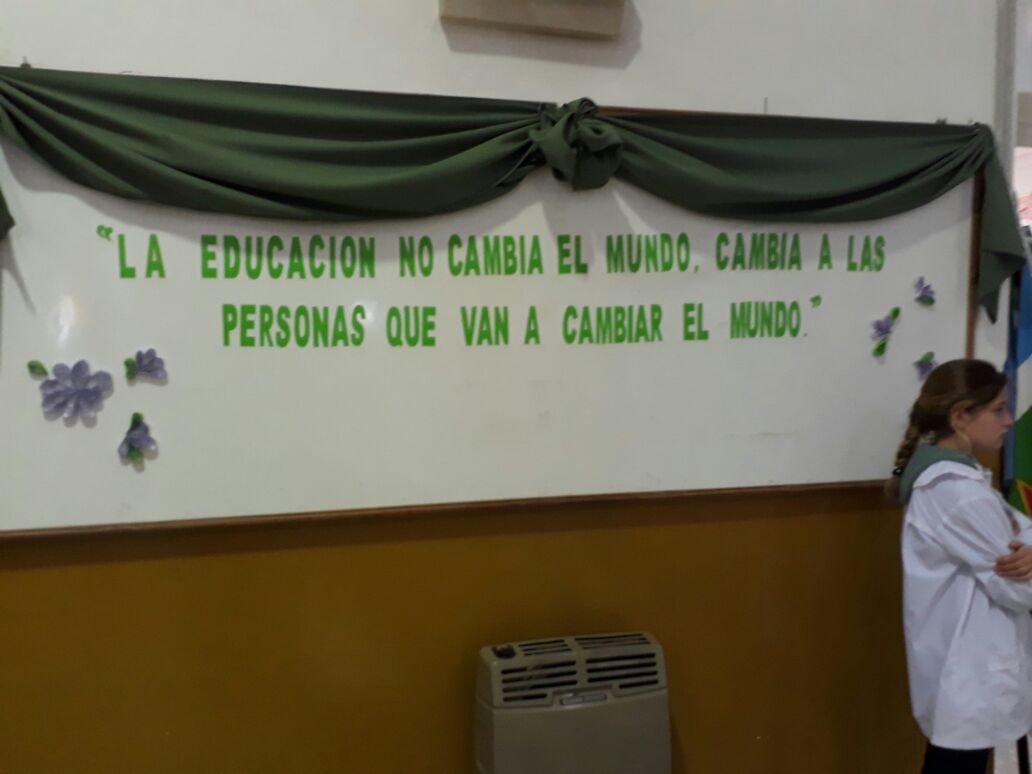 "LA EDUCACION NO CAMBIA EL MUNDO. CAMBIA A LAS
PERSONAS QUE VAN A CAMBIAR EL MUNDO."